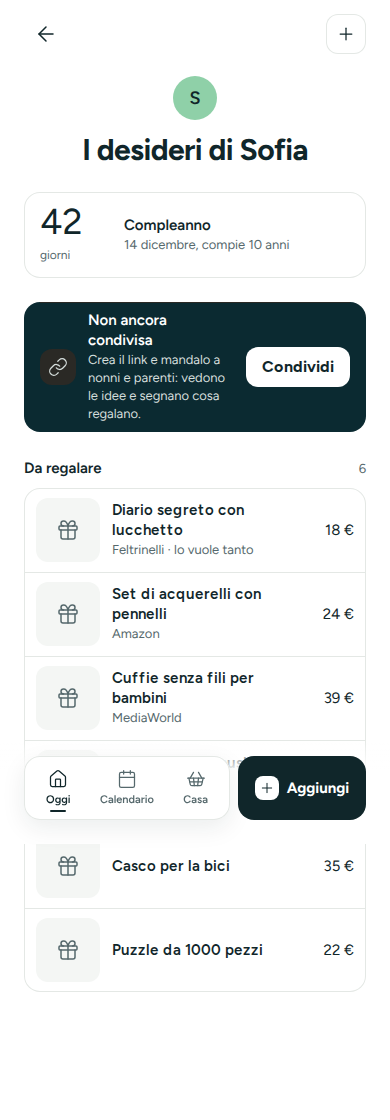 S
I desideri di Sofia
42
giorni
Compleanno
14 dicembre, compie 10 anni
Non ancora
condivisa
Crea il link e mandalo a
nonni e parenti: vedono
le idee e segnano cosa
regalano.
Condividi
Da regalare
6
Diario segreto con
lucchetto
Feltrinelli · lo vuole tanto
18 €
Set di acquerelli con
pennelli
Amazon
24 €
Cuffie senza fili per
bambini
MediaWorld
39 €
Oggi
Calendario
Casa
Aggiungi
Casco per la bici
35 €
Puzzle da 1000 pezzi
22 €